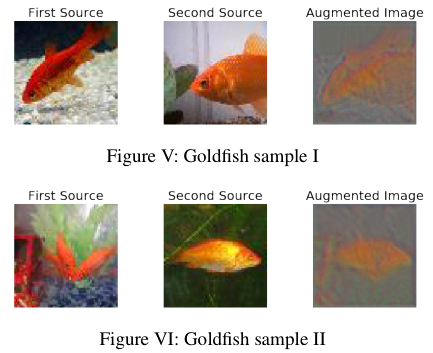 First Source Second Source Augmented Image
Figure V: Goldfish sample I
First Source Second Source Augmented Image
Figure VI: Goldfish sample II